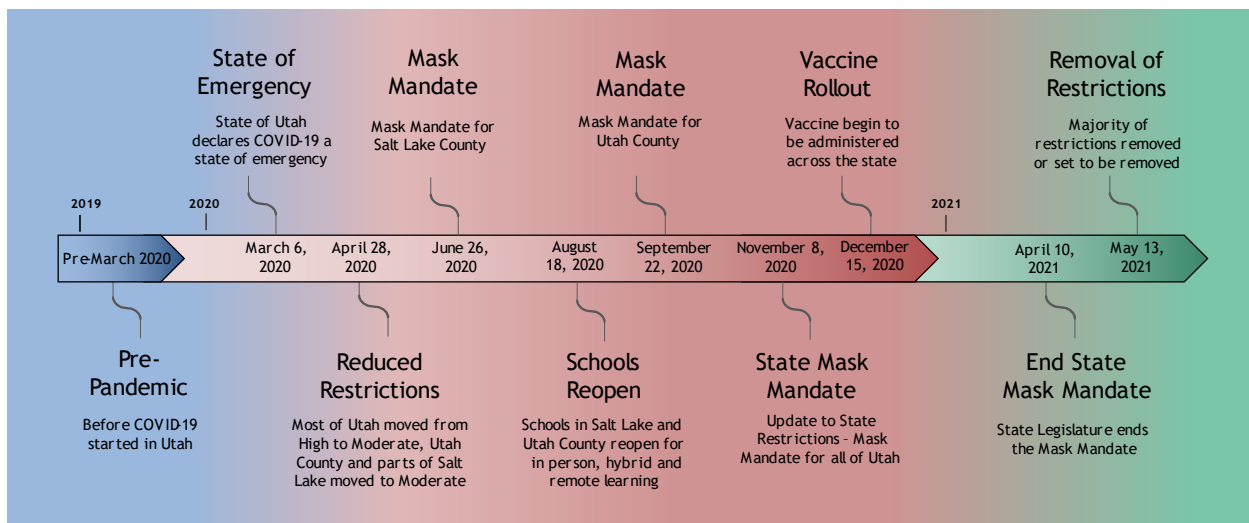 State of
Emergency
State of Utah
declares COVID-19 a
state of emergency
Mask
Mandate
Mask Mandate for
Salt Lake County
Mask
Mandate
Mask Mandate for
Utah County
Vaccine
Rollout
Vaccine begin to
be administered
across the state
Removal of
Restrictions
Majority of
restrictions removed
or set to be removed
2019
2020
2021
Pre-March 2020
March 6,
2020
April 28,
2020
June 26,
2020
August
18, 2020
September
22, 2020
November 8,
2020
December
15, 2020
April 10,
2021
May 13,
2021
Pre-
Pandemic
Before COVID-19
started in Utah
Reduced
Restrictions
Most of Utah moved from
High to Moderate, Utah
County and parts of Salt
Lake moved to Moderate
Schools
Reopen
Schools in Salt Lake and
Utah County reopen for
in person, hybrid and
remote learning
State Mask
Mandate
Update to State
Restrictions - Mask
Mandate for all of Utah
End State
Mask Mandate
State Legislature ends
the Mask Mandate